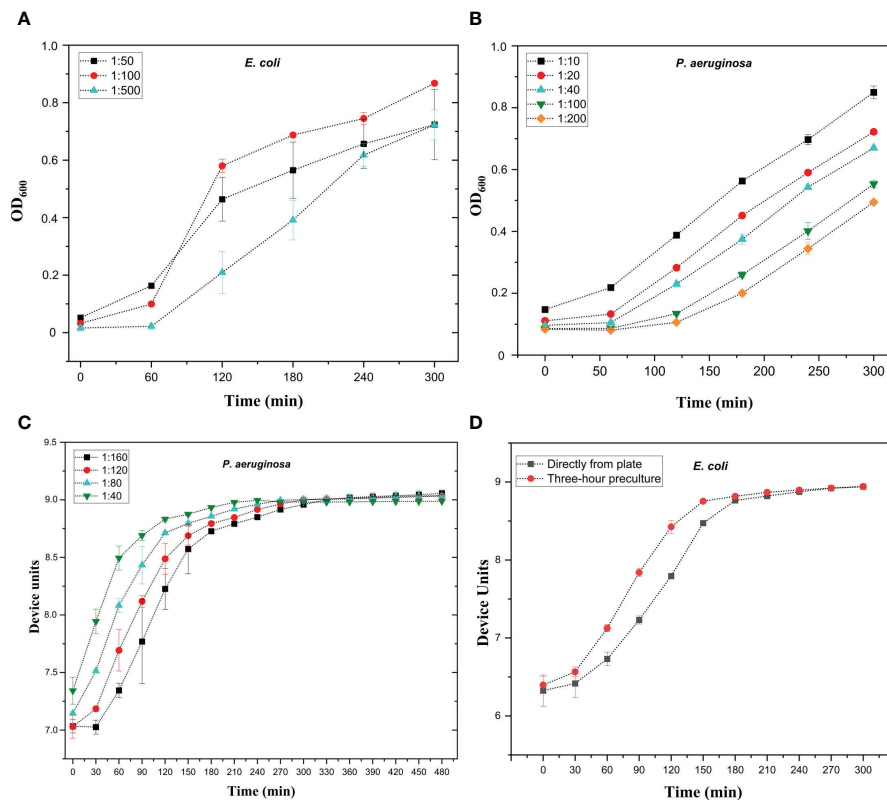 A
E. coli
1:50
1:100
1:500
1.0
0.8
0.6
0.4
0.2
0
OD600
0 60 120 180 240 300
Time (min)
B
P. aeruginosa
1:10
1:20
1:40
1:100
1:200
1.0
0.8
0.6
0.4
0.2
0.0
OD600
0 50 100 150 200 250 300
Time (min)
C
P. aeruginosa
1:160
1:120
1:80
1:40
9.5
9.0
8.5
8.0
7.5
7.0
Device units
0 30 60 90 120 150 180 210 240 270 300 330 360 390 420 450 480
Time (min)
D
E. coli
Directly from plate
Three-hour preculture
9
8
7
6
Device Units
0 30 60 90 120 150 180 210 240 270 300
Time (min)